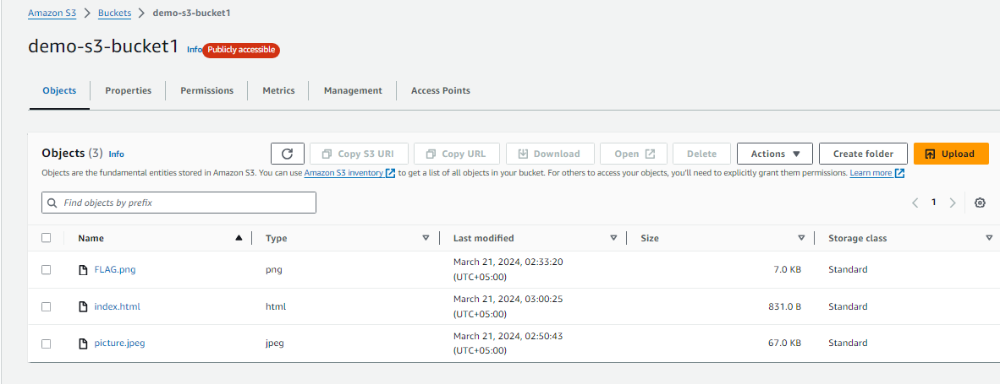 Amazon S3 > Buckets > demo-s3-bucket1
demo-s3-bucket1 Info Publicly accessible
Objects Properties Permissions Metrics Management Access Points
Objects (3) Info Copy S3 URI Copy URL Download Open Delete Actions Create folder Upload
Objects are the fundamental entities stored in Amazon S3. You can use Amazon S3 inventory to get a list of all objects in your bucket. For others to access your objects, you'll need to explicitly grant them permissions. Learn more
Find objects by prefix 1
Name Type Last modified Size Storage class
FLAG.png png March 21, 2024, 02:33:20 7.0 KB Standard
(UTC+05:00)
index.html html March 21, 2024, 03:00:25 831.0 B Standard
(UTC+05:00)
picture.jpeg jpeg March 21, 2024, 02:50:43 67.0 KB Standard
(UTC+05:00)